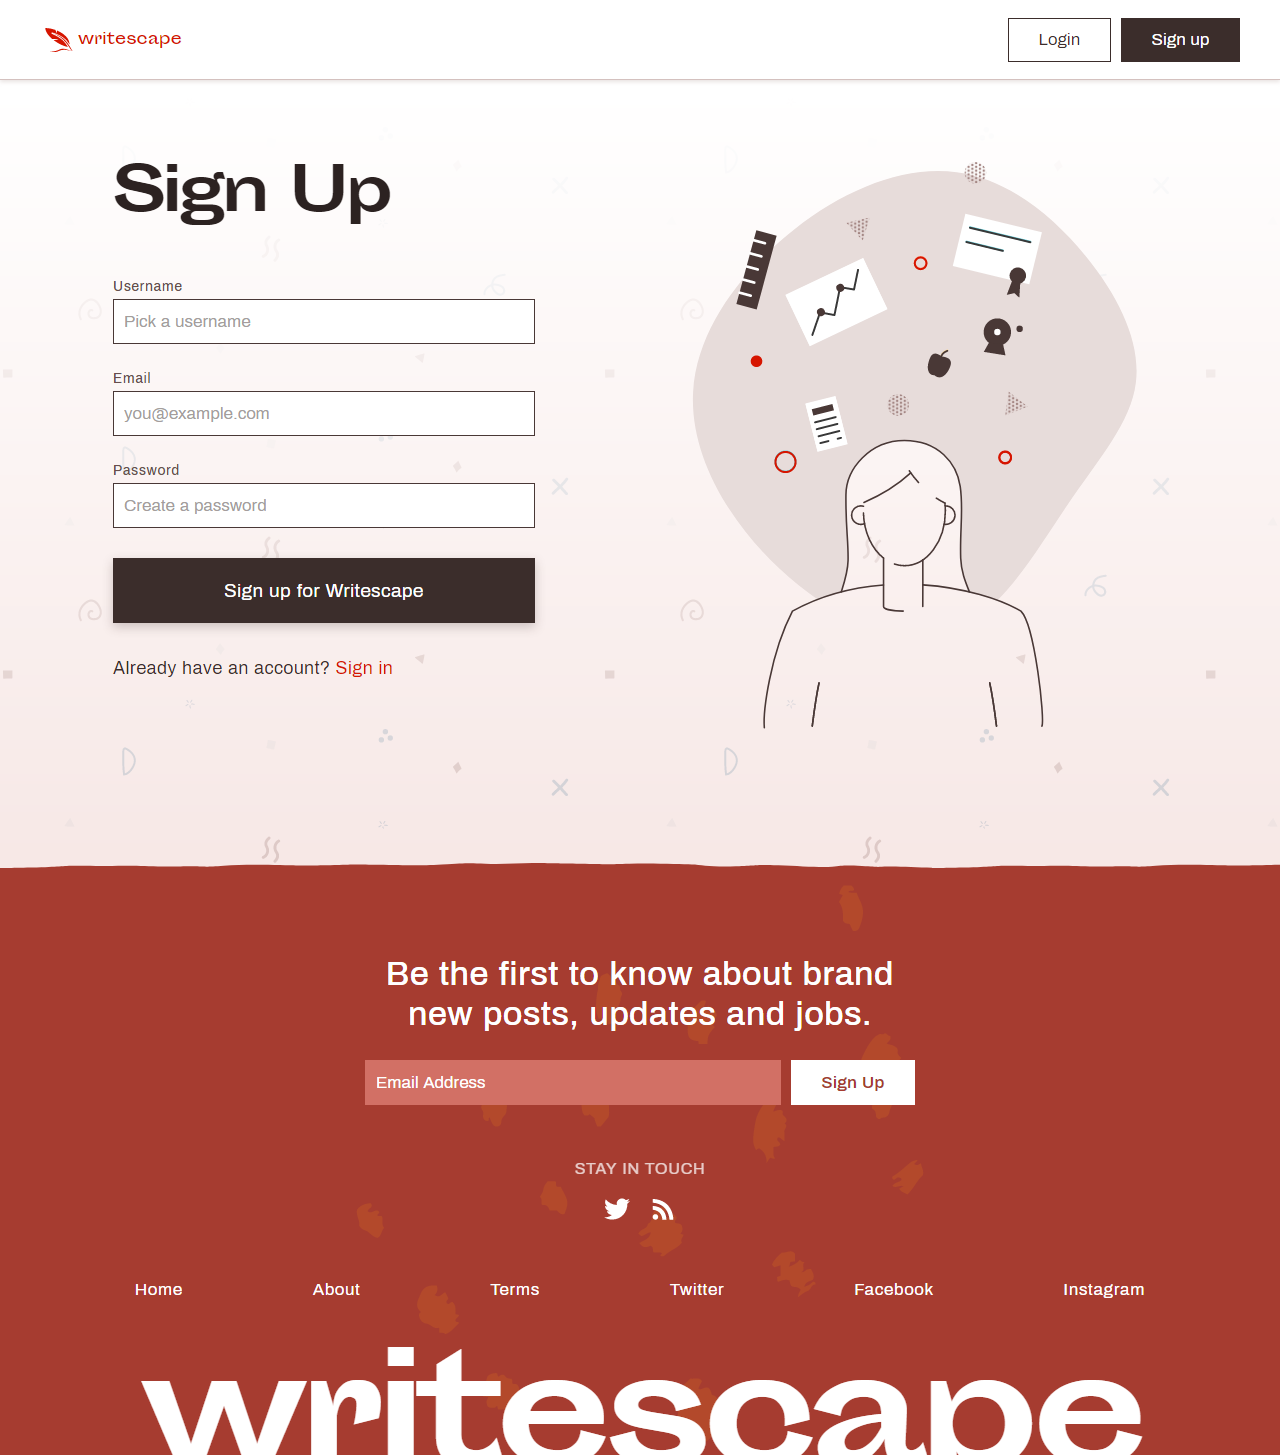 writescape
Login
Sign up
Sign Up
Username
Pick a username
Email
you@example.com
Password
Create a password
Sign up for Writescape
Already have an account? Sign in
Be the first to know about brand
new posts, updates and jobs.
Email Address
Sign Up
STAY IN TOUCH
Home
About
Terms
Twitter
Facebook
Instagram
writescape